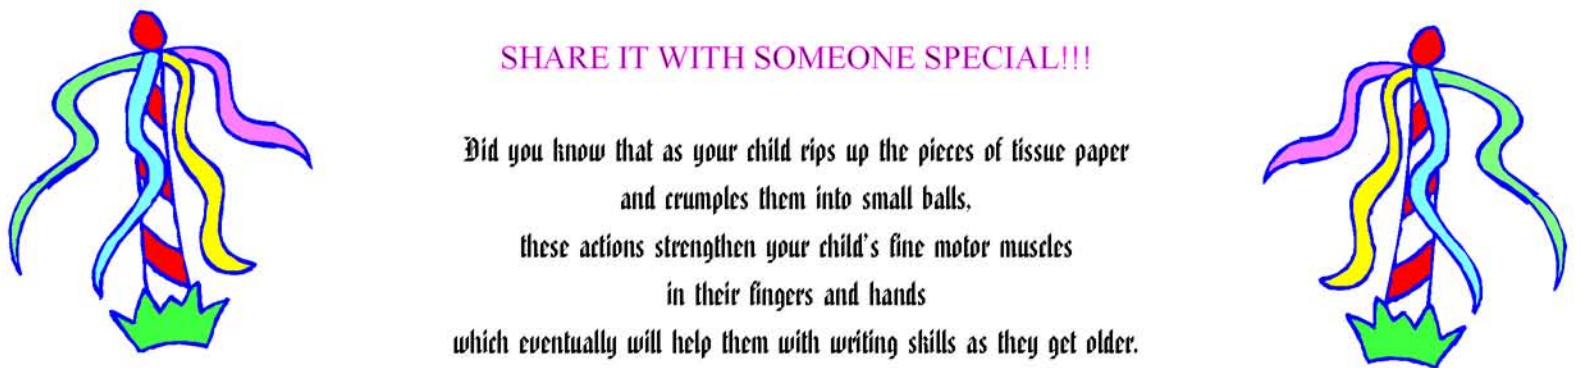 SHARE IT WITH SOMEONE SPECIAL!!!
Did you know that as your child rips up the pieces of tissue paper
and crumples them into small balls,
these actions strengthen your child's fine motor muscles
in their fingers and hands
which eventually will help them with writing skills as they get older.